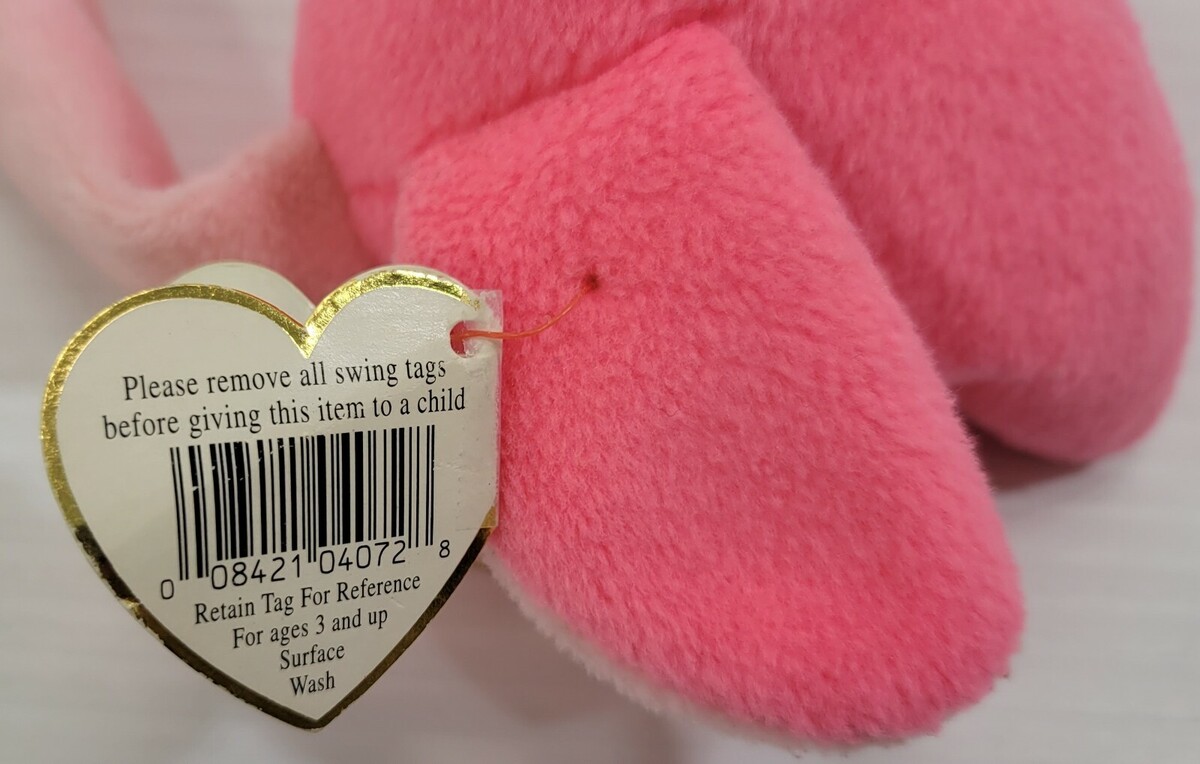 Please remove all swing tags
before giving this item to a child
0 08421 04072 8
Retain Tag For Reference
For ages 3 and up
Surface
Wash